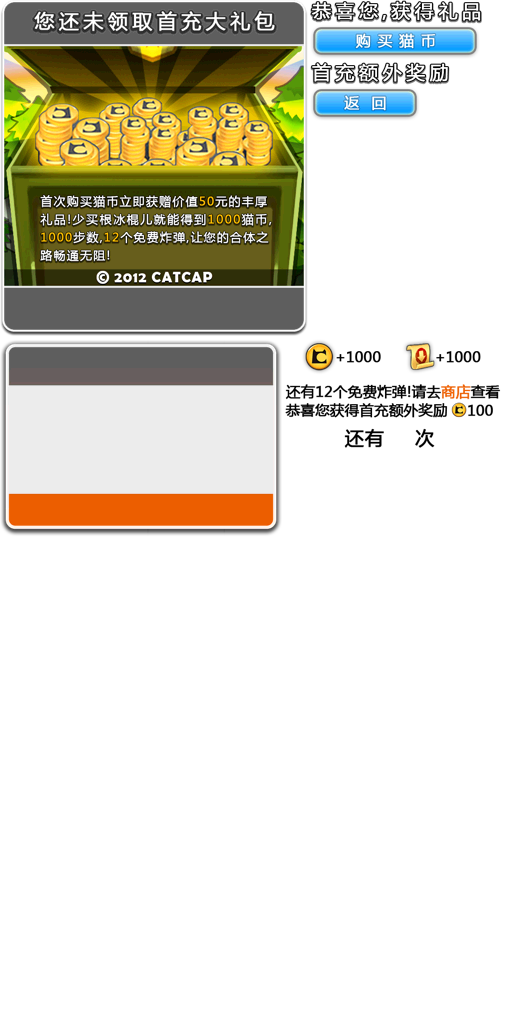 您还未领取首充大礼包
首次购买猫币立即获赠价值50元的丰厚
礼品!少买根冰棍儿就能得到1000猫币,
1000步数,12个免费炸弹,让您的合体之
路畅通无阻!
© 2012 CATCAP
恭喜您,获得礼品
购买猫币
首充额外奖励
返回
+1000 +1000
还有12个免费炸弹!请去商店查看
恭喜您获得首充额外奖励 100
还有 次